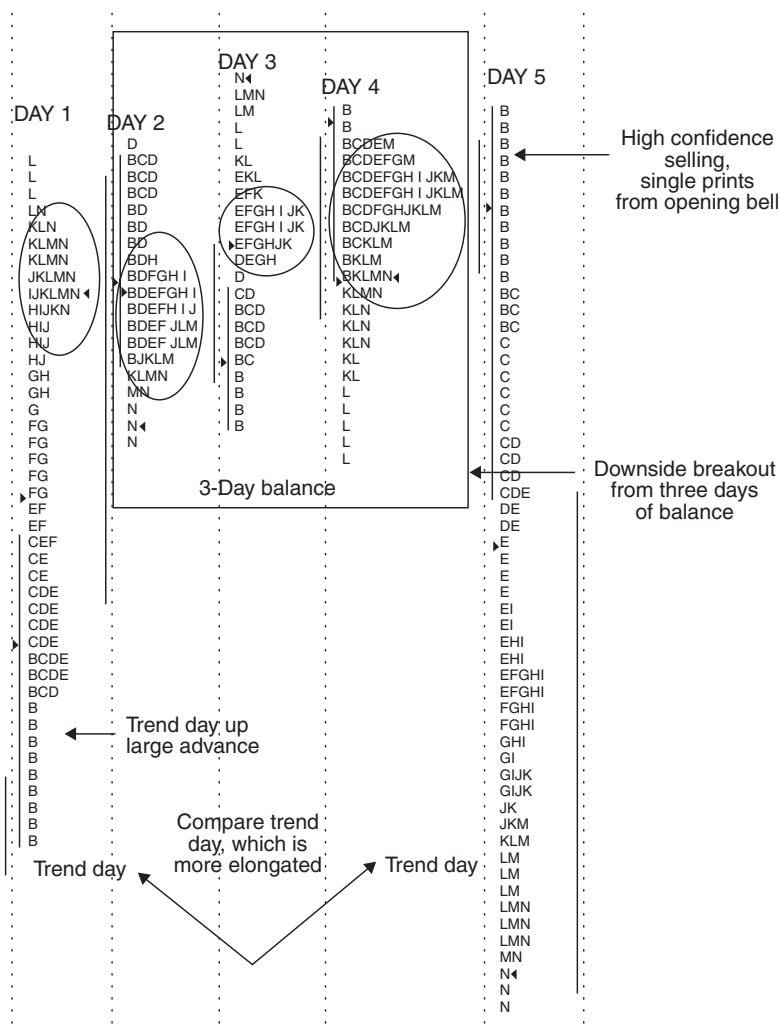 DAY 1
L
L
L
LN
KLN
KLMN
KLMN
JKLMN
IJKLMN
HIJKN
HIJ
HIJ
HJ
GH
GH
G
FG
FG
FG
FG
FG
EF
EF
CEF
CE
CE
CDE
CDE
CDE
CDE
BCDE
BCDE
BCD
B
B
B
B
B
B
B
B
B
Trend day up
large advance
Trend day
DAY 2
D
BCD
BCD
BCD
BD
BD
BD
BDH
BDFGH I
BDEFGH I
BDEFH I J
BDEF JLM
BDEF JLM
BJKLM
KLMN
MN
N
N
N
DAY 3
N
LMN
LM
L
L
KL
EKL
EFK
EFGH I JK
EFGH I JK
EFGHJK
DEGH
D
CD
BCD
BCD
BCD
BC
B
B
B
B
DAY 4
B
B
BCDEM
BCDEFGM
BCDEFGH I JKM
BCDEFGH I JKLM
BCDFGHJKLM
BCDJKLM
BCKLM
BKLM
BKLMN
KLMN
KLN
KLN
KLN
KL
KL
L
L
L
L
L
3-Day balance
Compare trend
day, which is
more elongated
Trend day
DAY 5
B
B
B
B
B
B
B
B
B
B
B
BC
BC
BC
C
C
C
C
C
C
CD
CD
CD
CDE
DE
DE
E
E
E
E
EI
EI
EHI
EHI
EFGHI
EFGHI
FGHI
FGHI
GHI
GI
GIJK
GIJK
JK
JKM
KLM
LM
LM
LM
LMN
LMN
LMN
MN
N
N
N
High confidence
selling,
single prints
from opening bell
Downside breakout
from three days
of balance